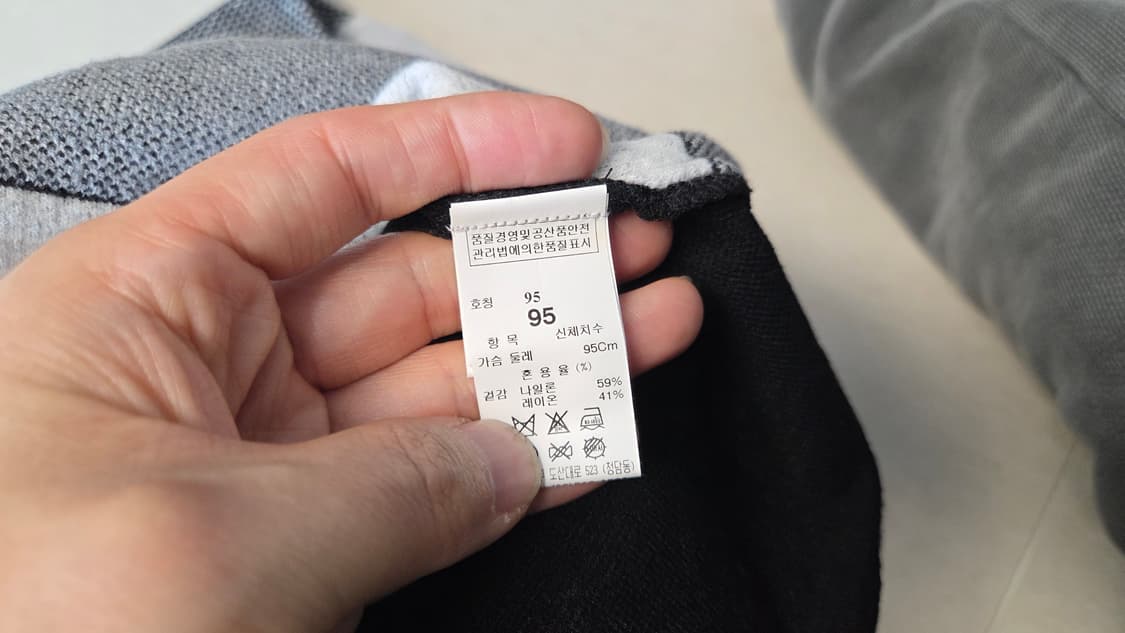 품질경영및공산품안전
관리법에의한품질표시
호칭 95
95
항 목 신체치수
가슴 둘레 95Cm
혼 용 율 (%)
겉감 나일론 59%
레이온 41%
도산대로 523 (청담동)